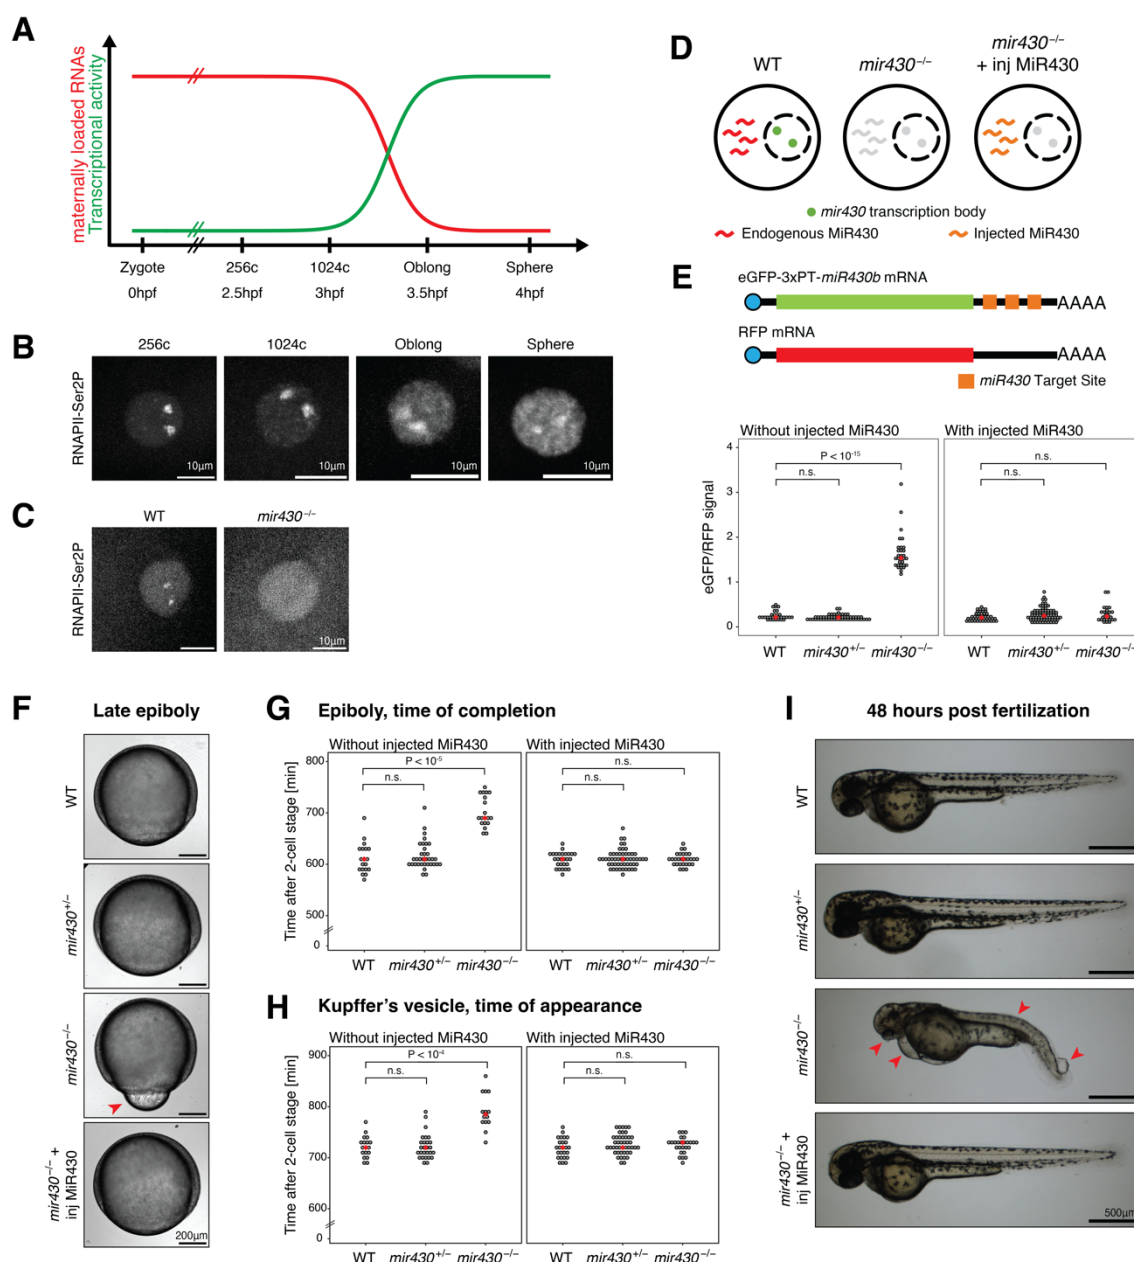 A
maternally loaded RNAs
Transcriptional activity
Zygote
256c
1024c
Oblong
Sphere
0hpf
2.5hpf
3hpf
3.5hpf
4hpf
B
256c
1024c
Oblong
Sphere
RNAPII-Ser2P
10µm
10µm
10µm
10µm
C
WT
mir430−/−
RNAPII-Ser2P
10µm
D
WT
mir430−/−
mir430−/−
+ inj MiR430
mir430 transcription body
Endogenous MiR430
Injected MiR430
E
eGFP-3xPT-miR430b mRNA
AAAA
RFP mRNA
AAAA
miR430 Target Site
Without injected MiR430
With injected MiR430
P < 10-15
n.s.
n.s.
n.s.
eGFP/RFP signal
4
3
2
1
0
WT
mir430+/−
mir430−/−
WT
mir430+/−
mir430−/−
F
Late epiboly
WT
mir430+/−
mir430−/−
mir430−/− +
inj MiR430
200µm
G
Epiboly, time of completion
Without injected MiR430
With injected MiR430
P < 10-5
n.s.
n.s.
n.s.
Time after 2-cell stage [min]
800
700
600
500
0
WT
mir430+/−
mir430−/−
WT
mir430+/−
mir430−/−
H
Kupffer's vesicle, time of appearance
Without injected MiR430
With injected MiR430
P < 10-4
n.s.
n.s.
n.s.
Time after 2-cell stage [min]
900
800
700
600
0
WT
mir430+/−
mir430−/−
WT
mir430+/−
mir430−/−
I
48 hours post fertilization
WT
mir430+/−
mir430−/−
mir430−/− +
inj MiR430
500µm